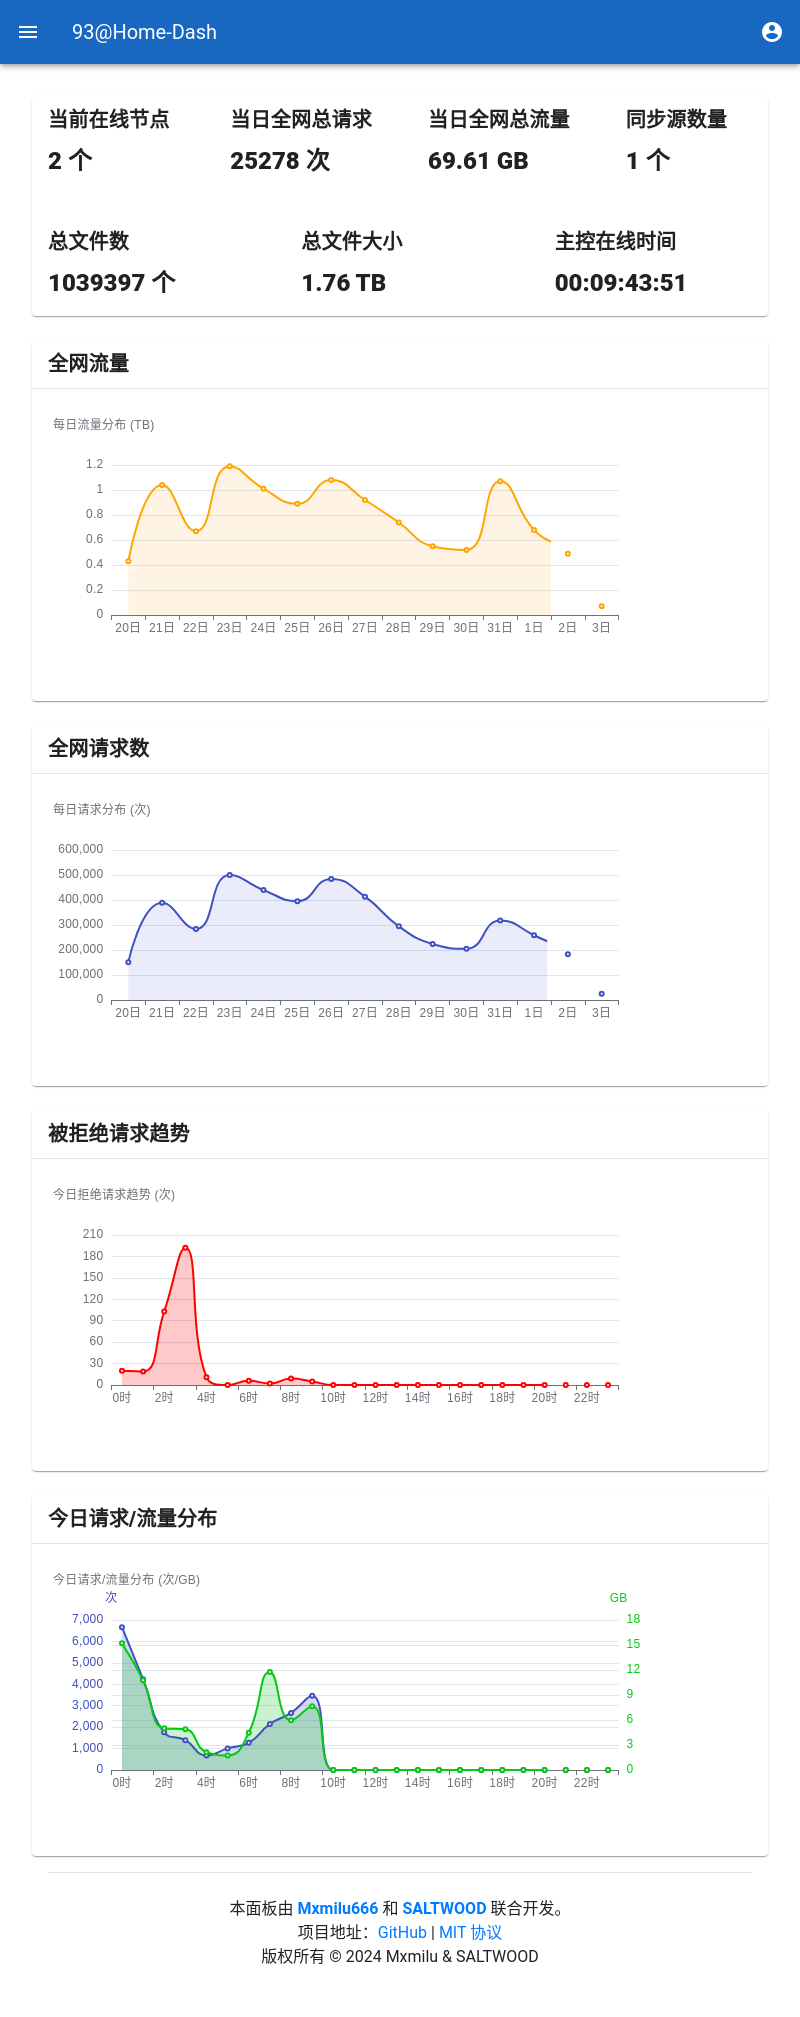 93@Home-Dash
当前在线节点 当日全网总请求 当日全网总流量 同步源数量
2 个 25278 次 69.61 GB 1 个
总文件数 总文件大小 主控在线时间
1039397 个 1.76 TB 00:09:43:51
全网流量
每日流量分布 (TB)
1.2
1
0.8
0.6
0.4
0.2
0
20日 21日 22日 23日 24日 25日 26日 27日 28日 29日 30日 31日 1日 2日 3日
全网请求数
每日请求分布 (次)
600,000
500,000
400,000
300,000
200,000
100,000
0
20日 21日 22日 23日 24日 25日 26日 27日 28日 29日 30日 31日 1日 2日 3日
被拒绝请求趋势
今日拒绝请求趋势 (次)
210
180
150
120
90
60
30
0
0时 2时 4时 6时 8时 10时 12时 14时 16时 18时 20时 22时
今日请求/流量分布
今日请求/流量分布 (次/GB)
次 GB
7,000 18
6,000 15
5,000 12
4,000 9
3,000 6
2,000 3
1,000 0
0
0时 2时 4时 6时 8时 10时 12时 14时 16时 18时 20时 22时
本面板由 Mxmilu666 和 SALTWOOD 联合开发。
项目地址：GitHub | MIT 协议
版权所有 © 2024 Mxmilu & SALTWOOD